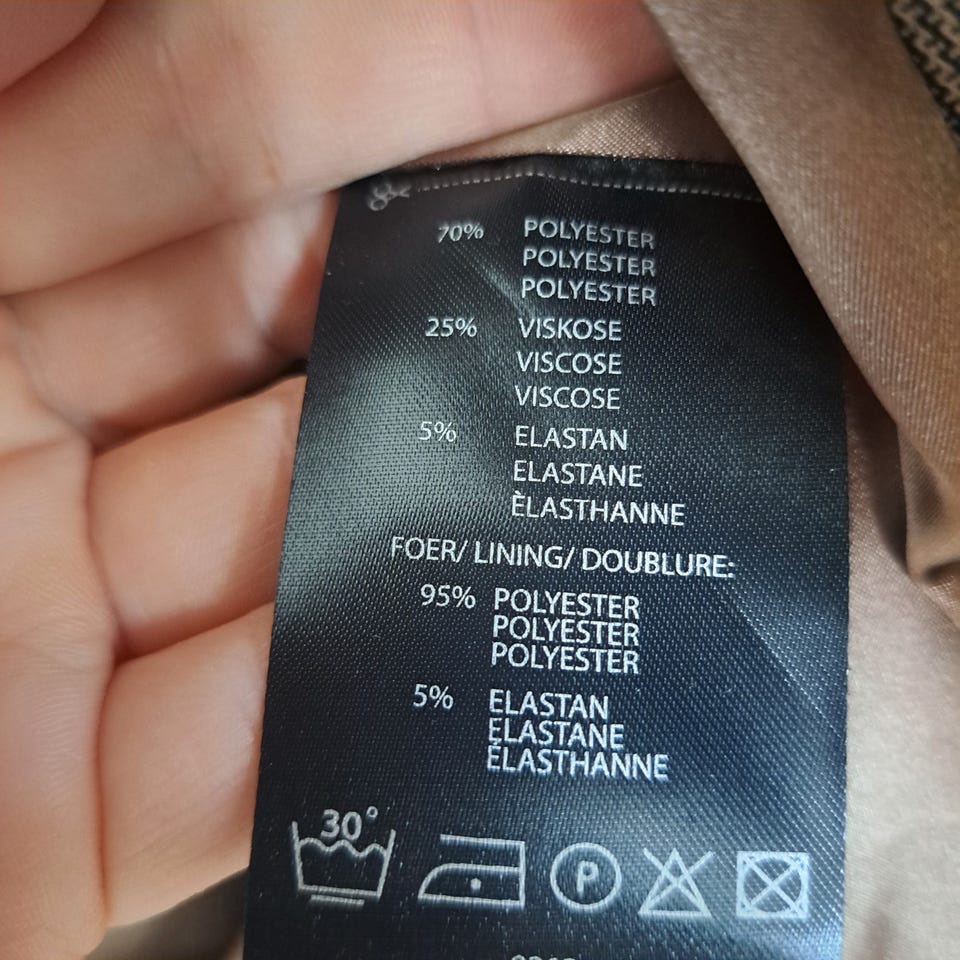 70% POLYESTER
POLYESTER
POLYESTER
25% VISKOSE
VISCOSE
VISCOSE
5% ELASTAN
ELASTANE
ÈLASTHANNE
FOER/ LINING/ DOUBLURE:
95% POLYESTER
POLYESTER
POLYESTER
5% ELASTAN
ELASTANE
ÉLASTHANNE
30°
P